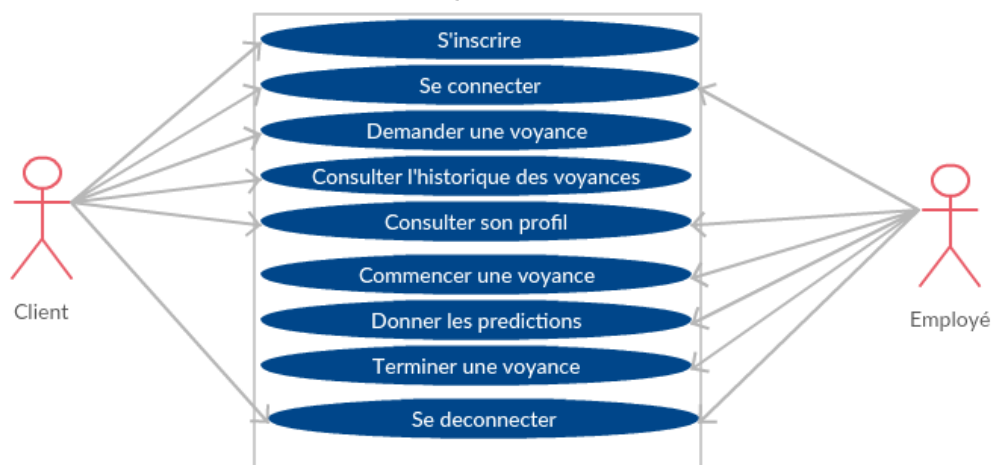 S'inscrire
Se connecter
Demander une voyance
Consulter l'historique des voyances
Consulter son profil
Commencer une voyance
Donner les predictions
Terminer une voyance
Se deconnecter
Client
Employé